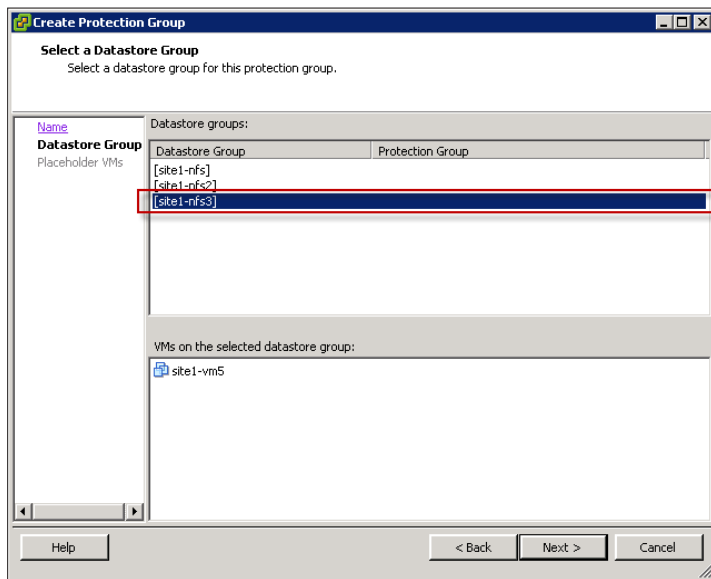 Create Protection Group
Select a Datastore Group
Select a datastore group for this protection group.
Name
Datastore Group
Placeholder VMs
Datastore groups:
Datastore Group Protection Group
[site1-nfs]
[site1-nfs2]
[site1-nfs3]
VMs on the selected datastore group:
site1-vm5
Help < Back Next > Cancel